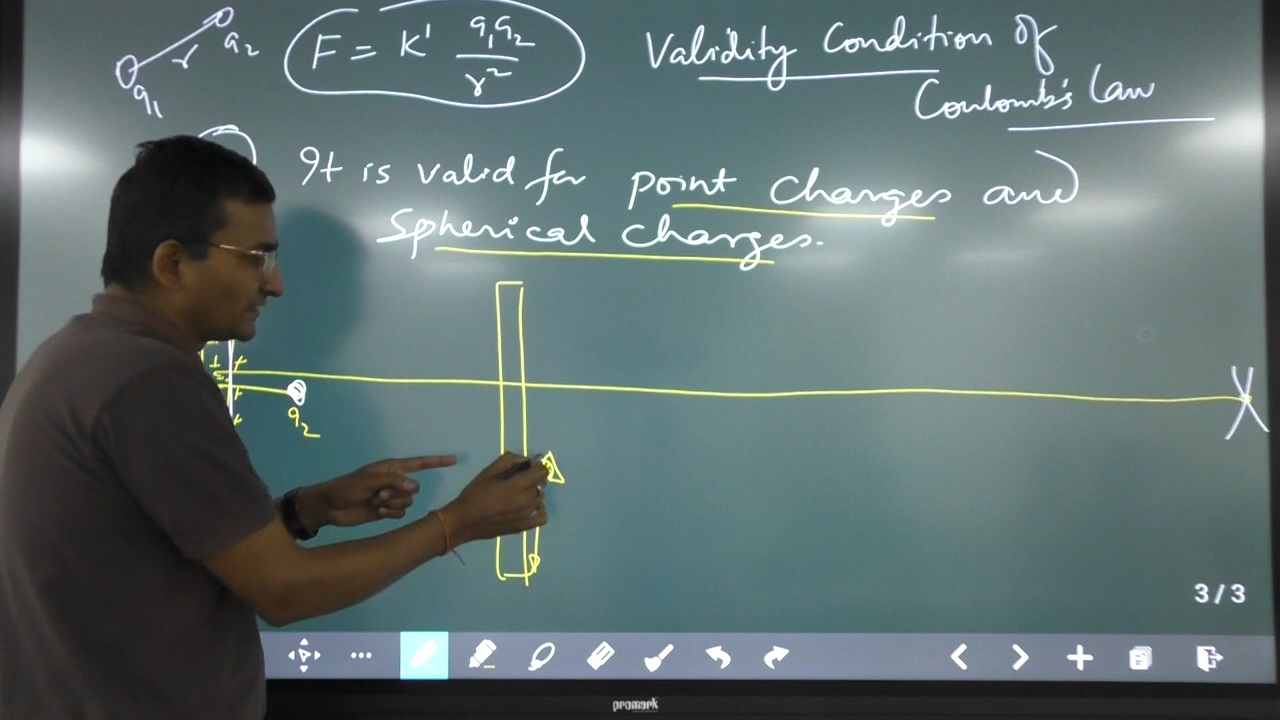 F = K' q1q2 / r²
Validity Condition of
Coulomb's Law
q1 r q2
It is valid for point charges and
Spherical charges.
+ +
+
+
q2
3/3
promark